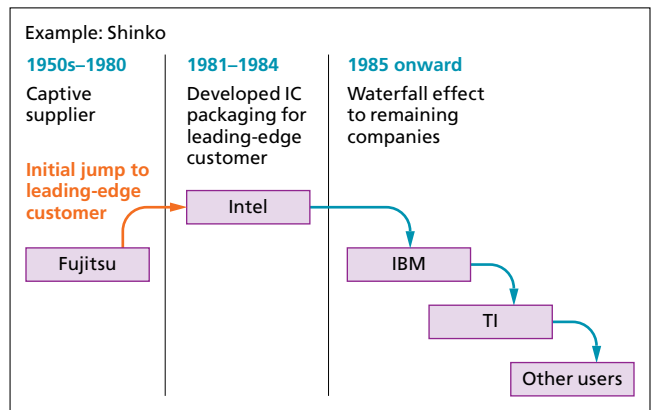 Example: Shinko
1950s–1980
Captive
supplier
Initial jump to
leading-edge
customer
Fujitsu
1981–1984
Developed IC
packaging for
leading-edge
customer
Intel
1985 onward
Waterfall effect
to remaining
companies
IBM
TI
Other users